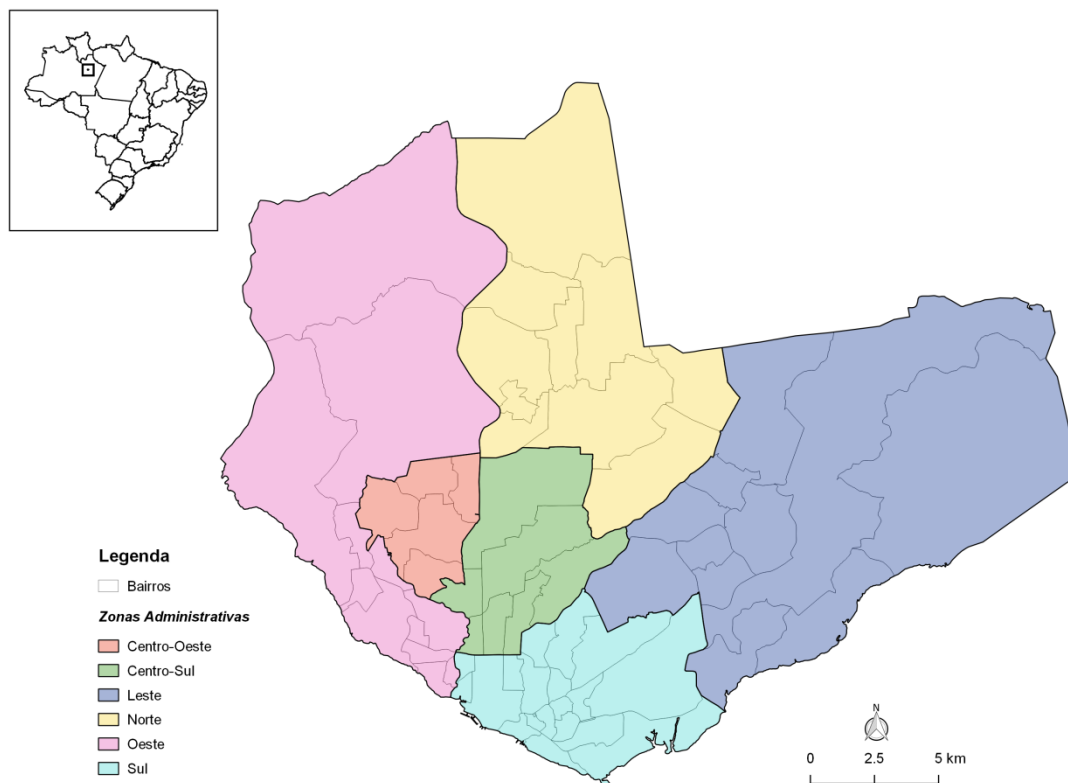 Legenda
Bairros
Zonas Administrativas
Centro-Oeste
Centro-Sul
Leste
Norte
Oeste
Sul
N
0 2.5 5 km